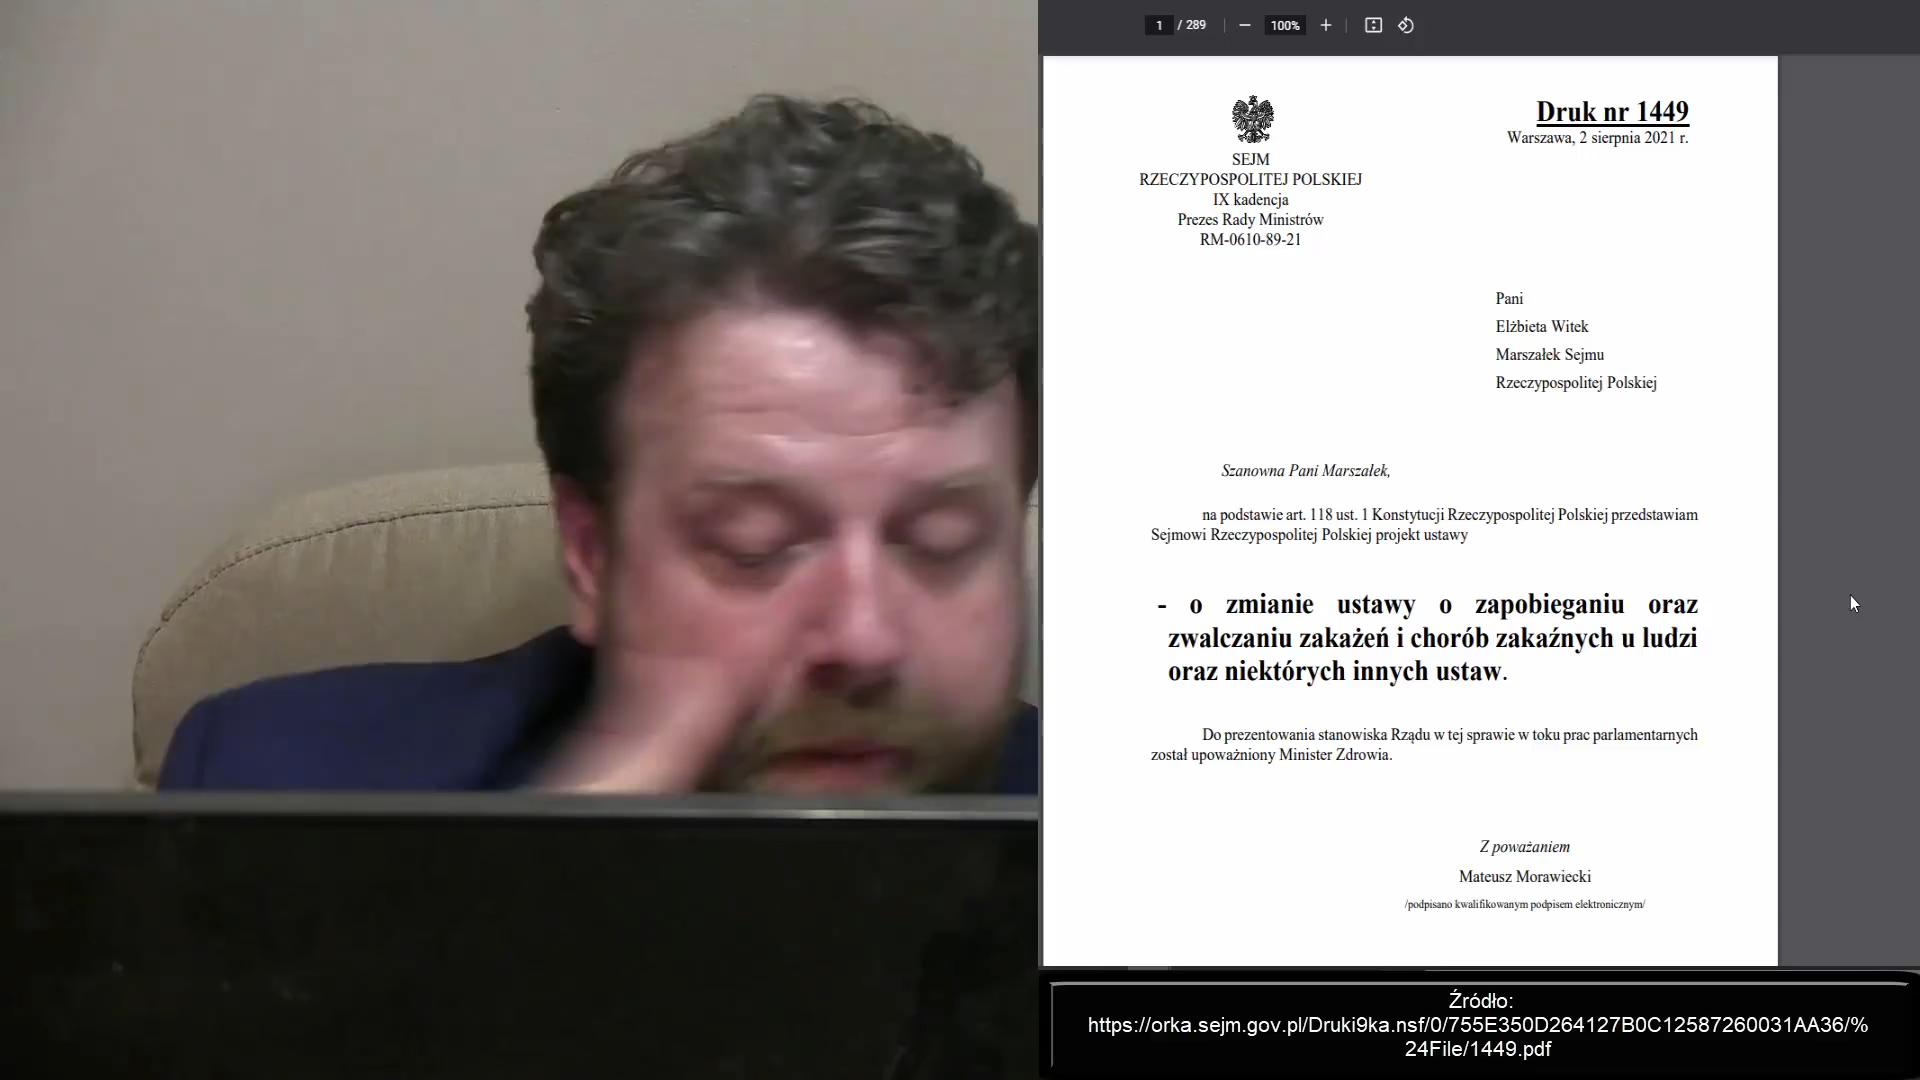 1 / 289
100%
Druk nr 1449
Warszawa, 2 sierpnia 2021 r.
SEJM
RZECZYPOSPOLITEJ POLSKIEJ
IX kadencja
Prezes Rady Ministrów
RM-0610-89-21
Pani
Elżbieta Witek
Marszałek Sejmu
Rzeczypospolitej Polskiej
Szanowna Pani Marszałek,
na podstawie art. 118 ust. 1 Konstytucji Rzeczypospolitej Polskiej przedstawiam
Sejmowi Rzeczypospolitej Polskiej projekt ustawy
- o zmianie ustawy o zapobieganiu oraz
zwalczaniu zakażeń i chorób zakaźnych u ludzi
oraz niektórych innych ustaw.
Do prezentowania stanowiska Rządu w tej sprawie w toku prac parlamentarnych
został upoważniony Minister Zdrowia.
Z poważaniem
Mateusz Morawiecki
/podpisano kwalifikowanym podpisem elektronicznym/
Źródło:
https://orka.sejm.gov.pl/Druki9ka.nsf/0/755E350D264127B0C12587260031AA36/%
24File/1449.pdf